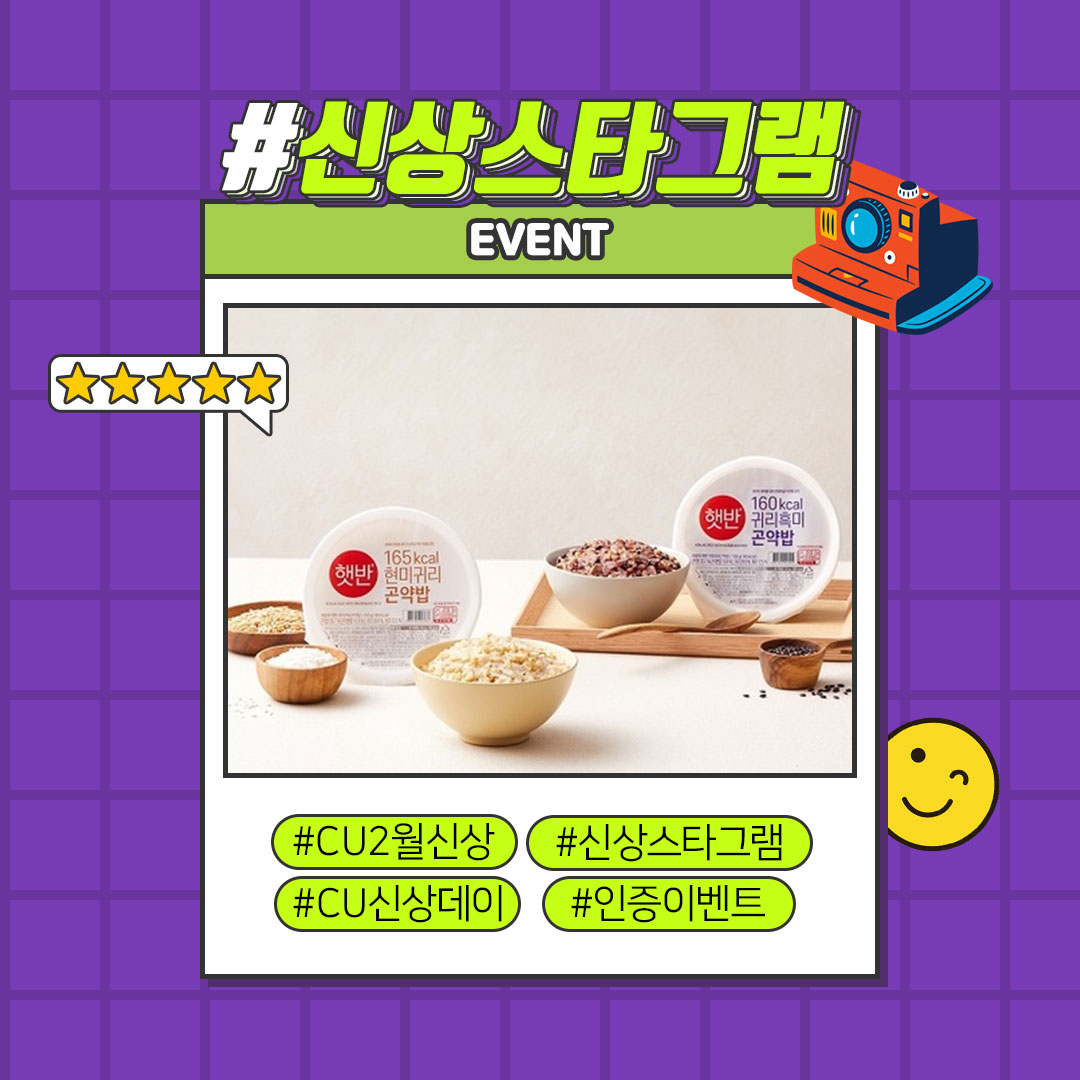 #신상스타그램
EVENT
햇반
165kcal
현미귀리
곤약밥
햇반
160kcal
귀리흑미
곤약밥
#CU2월신상
#신상스타그램
#CU신상데이
#인증이벤트